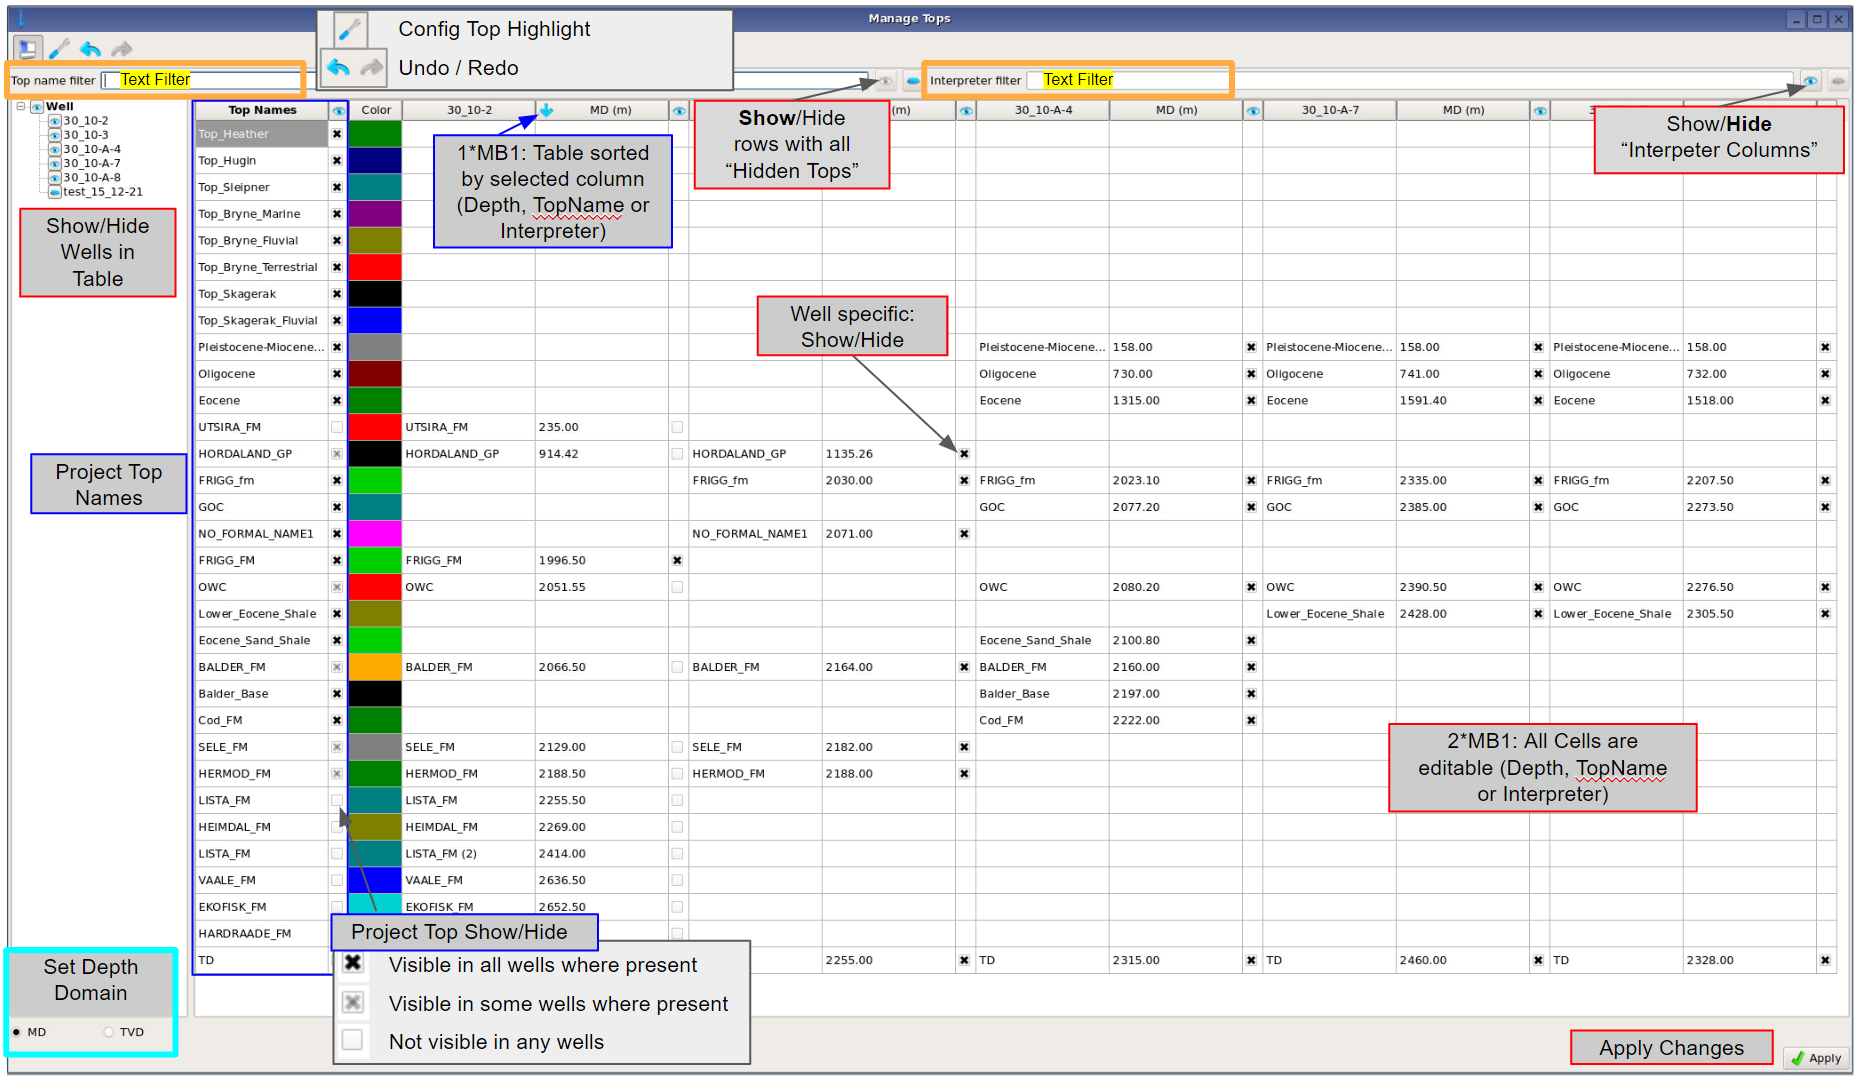 Manage Tops
Config Top Highlight
Undo / Redo
Top name filter
Text Filter
Interpreter filter
Text Filter
Well
30_10-2
30_10-3
30_10-A-4
30_10-A-7
30_10-A-8
test_15_12-21
Show/Hide
Wells in
Table
Project Top
Names
Set Depth
Domain
MD TVD
Top Names Color 30_10-2 MD (m) (m) 30_10-A-4 MD (m) 30_10-A-7 MD (m)
1*MB1: Table sorted
by selected column
(Depth, TopName or
Interpreter)
Show/Hide
rows with all
“Hidden Tops”
Show/Hide
“Interpeter Columns”
Well specific:
Show/Hide
Top_Heather
Top_Hugin
Top_Sleipner
Top_Bryne_Marine
Top_Bryne_Fluvial
Top_Bryne_Terrestrial
Top_Skagerak
Top_Skagerak_Fluvial
Pleistocene-Miocene... Pleistocene-Miocene... 158.00 Pleistocene-Miocene... 158.00 Pleistocene-Miocene... 158.00
Oligocene Oligocene 730.00 Oligocene 741.00 Oligocene 732.00
Eocene Eocene 1315.00 Eocene 1591.40 Eocene 1518.00
UTSIRA_FM UTSIRA_FM 235.00
HORDALAND_GP HORDALAND_GP 914.42 HORDALAND_GP 1135.26
FRIGG_fm FRIGG_fm 2030.00 FRIGG_fm 2023.10 FRIGG_fm 2335.00 FRIGG_fm 2207.50
GOC GOC 2077.20 GOC 2385.00 GOC 2273.50
NO_FORMAL_NAME1 NO_FORMAL_NAME1 2071.00
FRIGG_FM FRIGG_FM 1996.50
OWC OWC 2051.55 OWC 2080.20 OWC 2390.50 OWC 2276.50
Lower_Eocene_Shale Lower_Eocene_Shale 2428.00 Lower_Eocene_Shale 2305.50
Eocene_Sand_Shale Eocene_Sand_Shale 2100.80
BALDER_FM BALDER_FM 2066.50 BALDER_FM 2164.00 BALDER_FM 2160.00
Balder_Base Balder_Base 2197.00
Cod_FM Cod_FM 2222.00
SELE_FM SELE_FM 2129.00 SELE_FM 2182.00
HERMOD_FM HERMOD_FM 2188.50 HERMOD_FM 2188.00
LISTA_FM LISTA_FM 2255.50
HEIMDAL_FM HEIMDAL_FM 2269.00
LISTA_FM LISTA_FM (2) 2414.00
VAALE_FM VAALE_FM 2636.50
EKOFISK_FM EKOFISK_FM 2652.50
HARDRAADE_FM
TD 2255.00 TD 2315.00 TD 2460.00 TD 2328.00
2*MB1: All Cells are
editable (Depth, TopName
or Interpreter)
Project Top Show/Hide
Visible in all wells where present
Visible in some wells where present
Not visible in any wells
Apply Changes
Apply